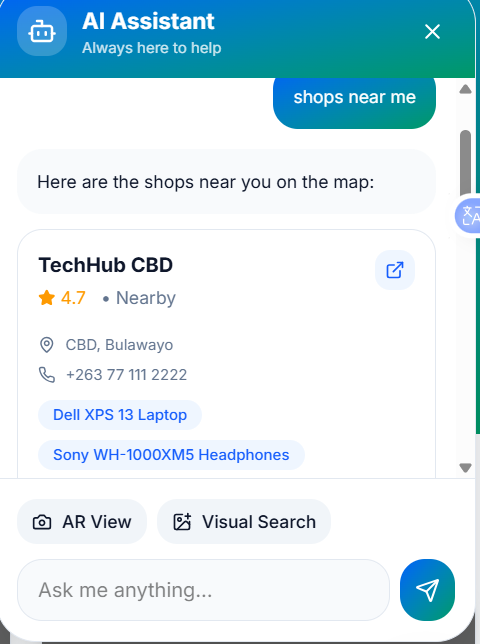 AI Assistant
Always here to help
shops near me
Here are the shops near you on the map:
TechHub CBD
4.7 • Nearby
CBD, Bulawayo
+263 77 111 2222
Dell XPS 13 Laptop
Sony WH-1000XM5 Headphones
AR View
Visual Search
Ask me anything...